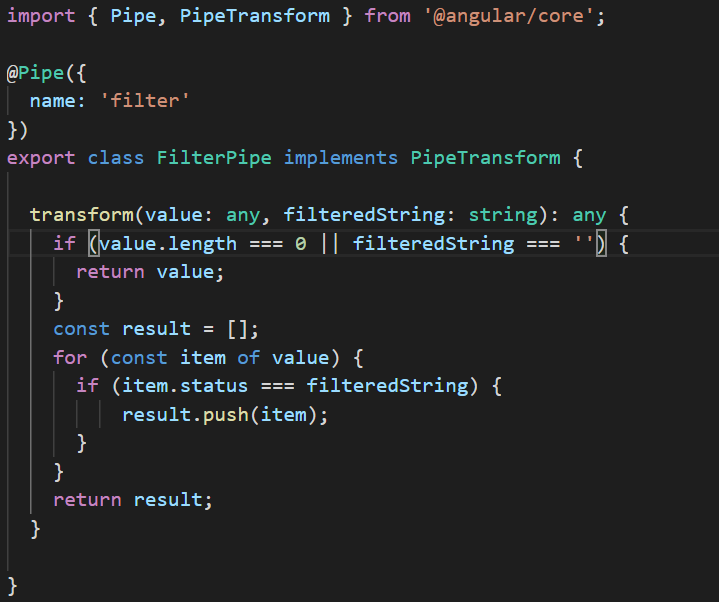 import { Pipe, PipeTransform } from '@angular/core';
@Pipe({
  name: 'filter'
})
export class FilterPipe implements PipeTransform {
  transform(value: any, filteredString: string): any {
    if (value.length === 0 || filteredString === '') {
      return value;
    }
    const result = [];
    for (const item of value) {
      if (item.status === filteredString) {
          result.push(item);
      }
    }
    return result;
  }
}